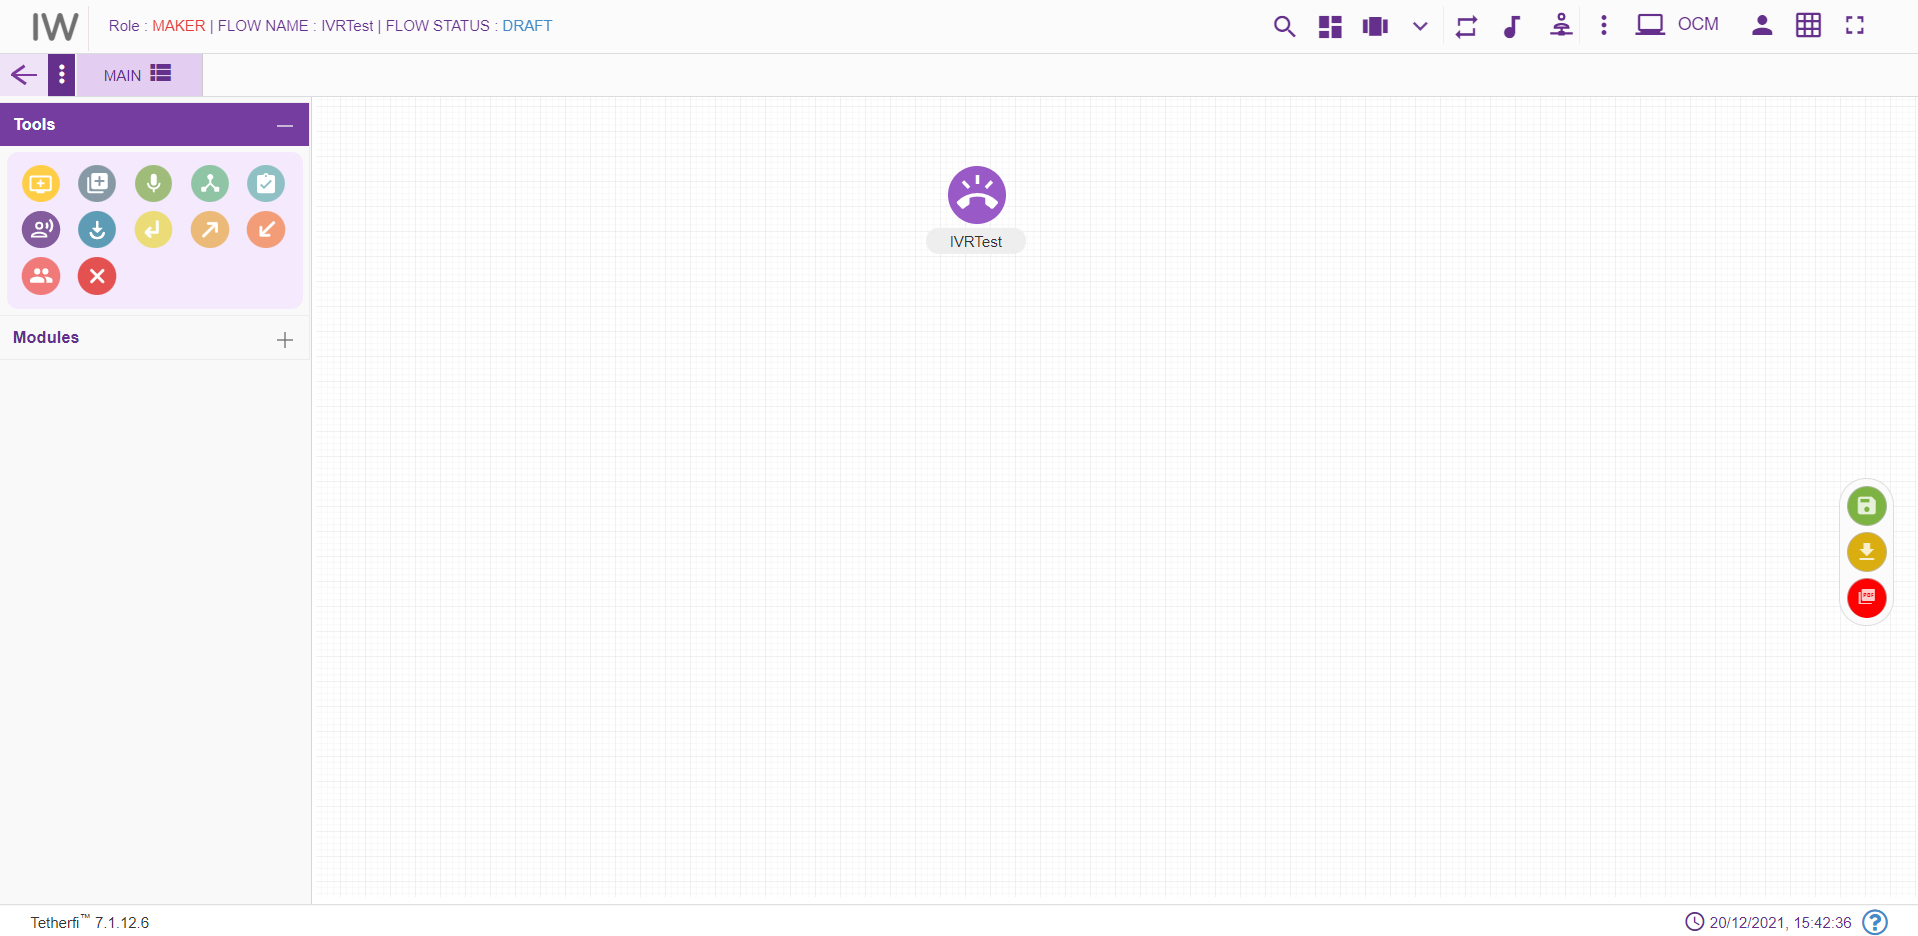 IW
Role : MAKER | FLOW NAME : IVRTest | FLOW STATUS : DRAFT
OCM
MAIN
Tools
Modules
IVRTest
PDF
Tetherfi™ 7.1.12.6
20/12/2021, 15:42:36
?